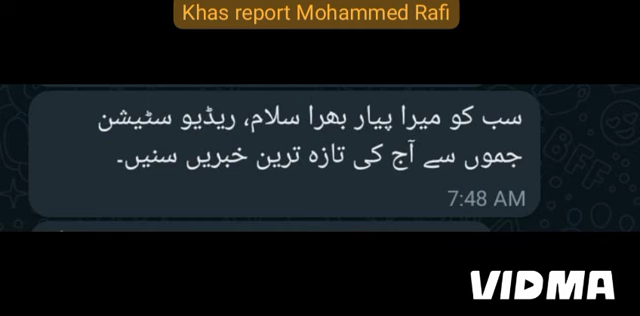 Khas report Mohammed Rafi
سب کو میرا پیار بھرا سلام، ریڈیو سٹیشن
جموں سے آج کی تازہ ترین خبریں سنیں۔
7:48 AM
VIDMA